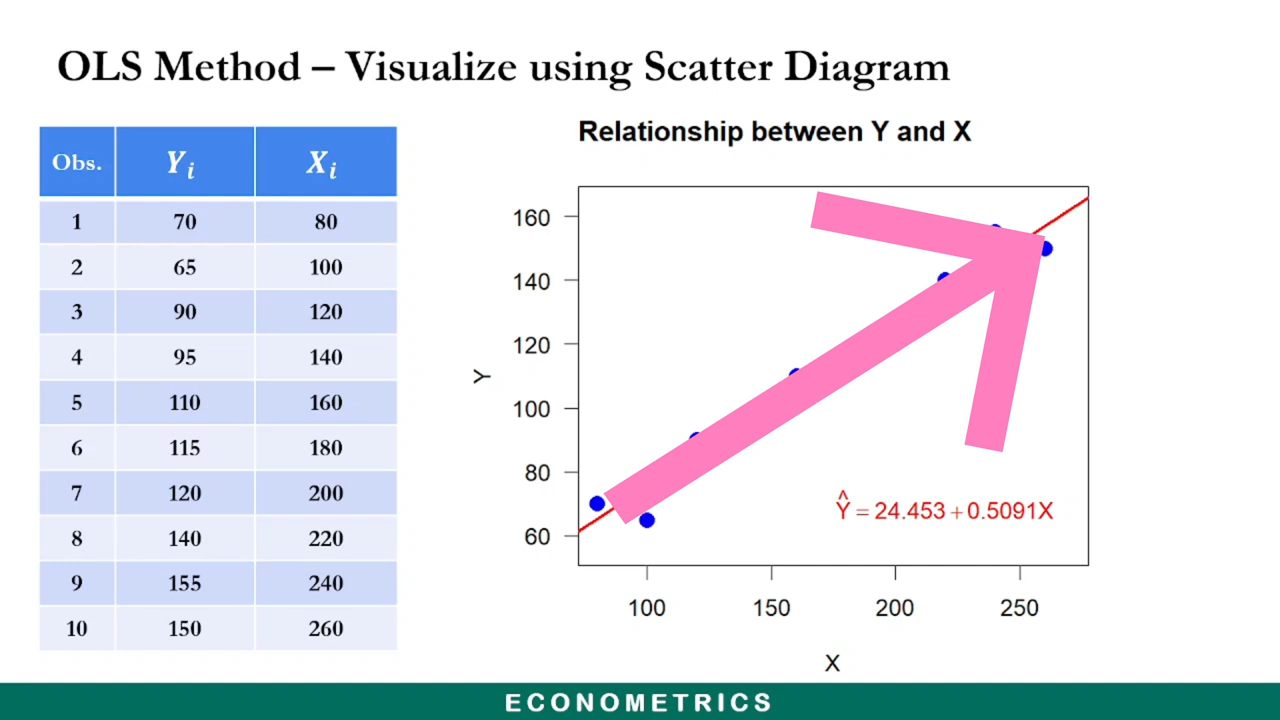 OLS Method – Visualize using Scatter Diagram
Obs. Yi Xi
1 70 80
2 65 100
3 90 120
4 95 140
5 110 160
6 115 180
7 120 200
8 140 220
9 155 240
10 150 260
Relationship between Y and X
160
140
120
100
80
60
Y
Ŷ = 24.453 + 0.5091X
100 150 200 250
X
ECONOMETRICS